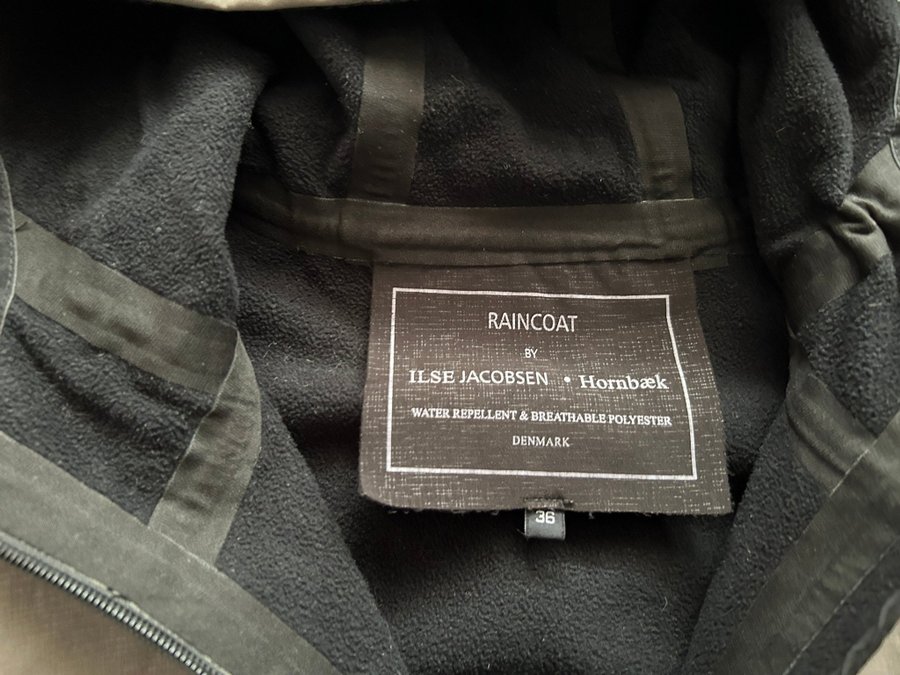 RAINCOAT
BY
ILSE JACOBSEN • Hornbæk
WATER REPELLENT & BREATHABLE POLYESTER
DENMARK
36